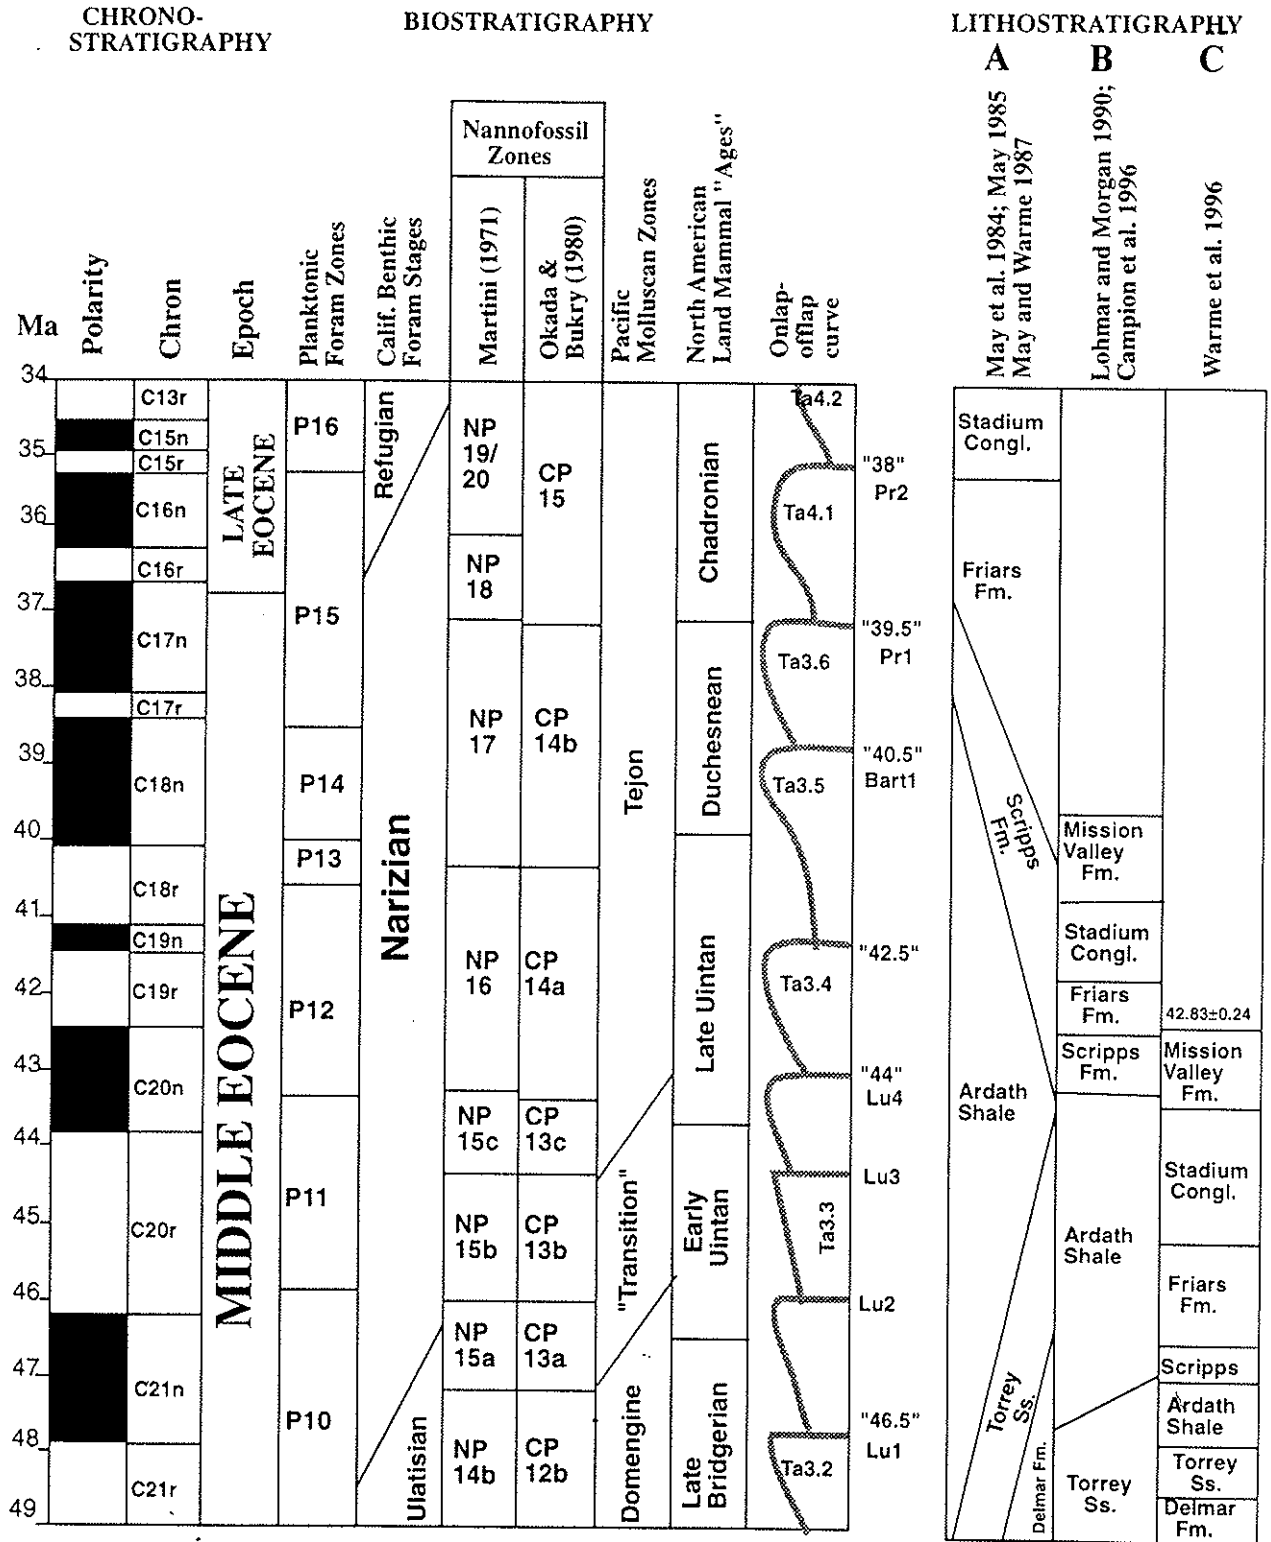 CHRONO-
STRATIGRAPHY
BIOSTRATIGRAPHY
LITHOSTRATIGRAPHY
A
B
C
Ma
Polarity
Chron
Epoch
Planktonic
Foram Zones
Calif. Benthic
Foram Stages
Nannofossil
Zones
Martini (1971)
Okada &
Bukry (1980)
Pacific
Molluscan Zones
North American
Land Mammal "Ages"
Onlap-
offlap
curve
May et al. 1984; May 1985
May and Warme 1987
Lohmar and Morgan 1990;
Campion et al. 1996
Warme et al. 1996
34
35
36
37
38
39
40
41
42
43
44
45
46
47
48
49
C13r
C15n
C15r
C16n
C16r
C17n
C17r
C18n
C18r
C19n
C19r
C20n
C20r
C21n
C21r
LATE
EOCENE
MIDDLE EOCENE
P16
P15
P14
P13
P12
P11
P10
Refugian
Narizian
Ulatisian
NP
19/
20
NP
18
NP
17
NP
16
NP
15c
NP
15b
NP
15a
NP
14b
CP
15
CP
14b
CP
14a
CP
13c
CP
13b
CP
13a
CP
12b
Tejon
"Transition"
Domengine
Chadronian
Duchesnean
Late Uintan
Early
Uintan
Late
Bridgerian
Ta4.2
Ta4.1
Ta3.6
Ta3.5
Ta3.4
Ta3.3
Ta3.2
"38"
Pr2
"39.5"
Pr1
"40.5"
Bart1
"42.5"
"44"
Lu4
Lu3
Lu2
"46.5"
Lu1
Stadium
Congl.
Friars
Fm.
Scripps
Fm.
Ardath
Shale
Torrey
Ss.
Delmar Fm.
Mission
Valley
Fm.
Stadium
Congl.
Friars
Fm.
Scripps
Fm.
Ardath
Shale
Torrey
Ss.
42.83±0.24
Mission
Valley
Fm.
Stadium
Congl.
Friars
Fm.
Scripps
Ardath
Shale
Torrey
Ss.
Delmar
Fm.